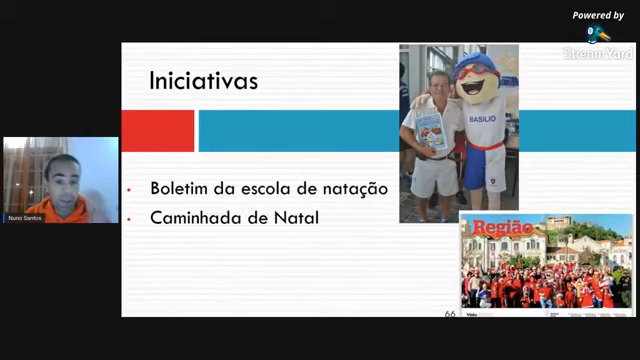 Powered by
StreamYard
Iniciativas
BASILIO
Boletim da escola de natação
Caminhada de Natal
Região
Nuno Santos
66